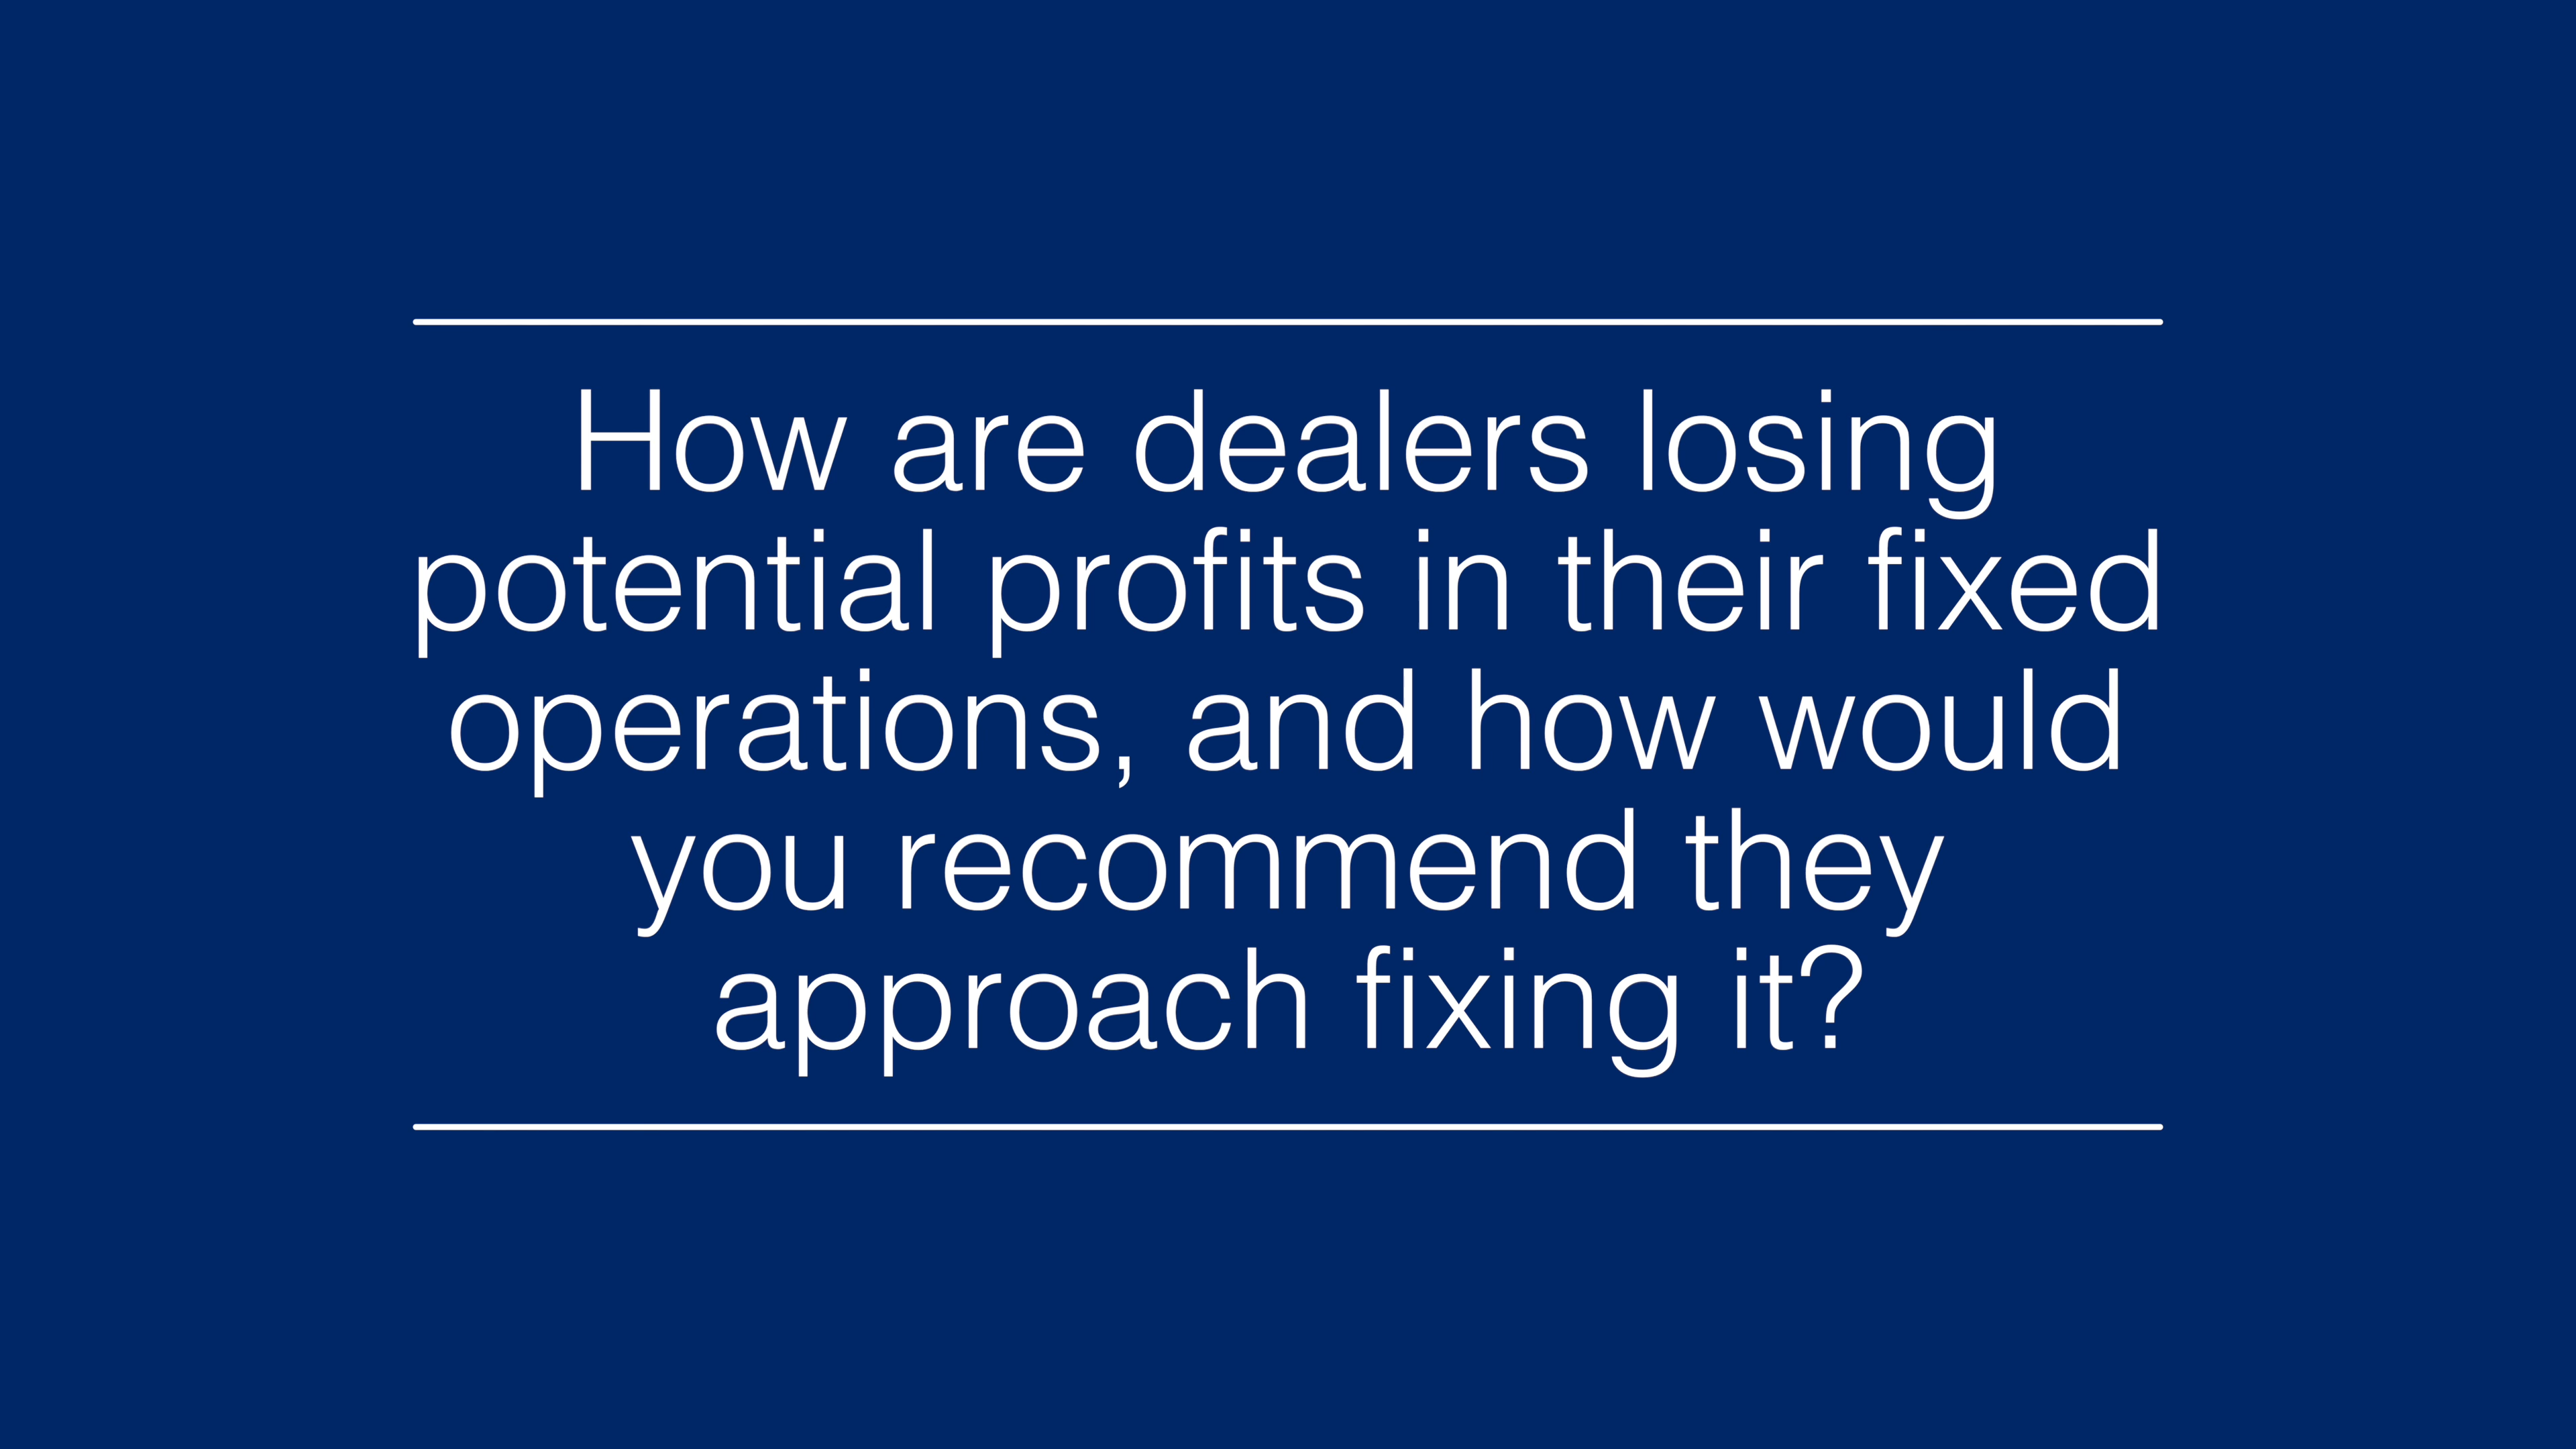 How are dealers losing
potential profits in their fixed
operations, and how would
you recommend they
approach fixing it?